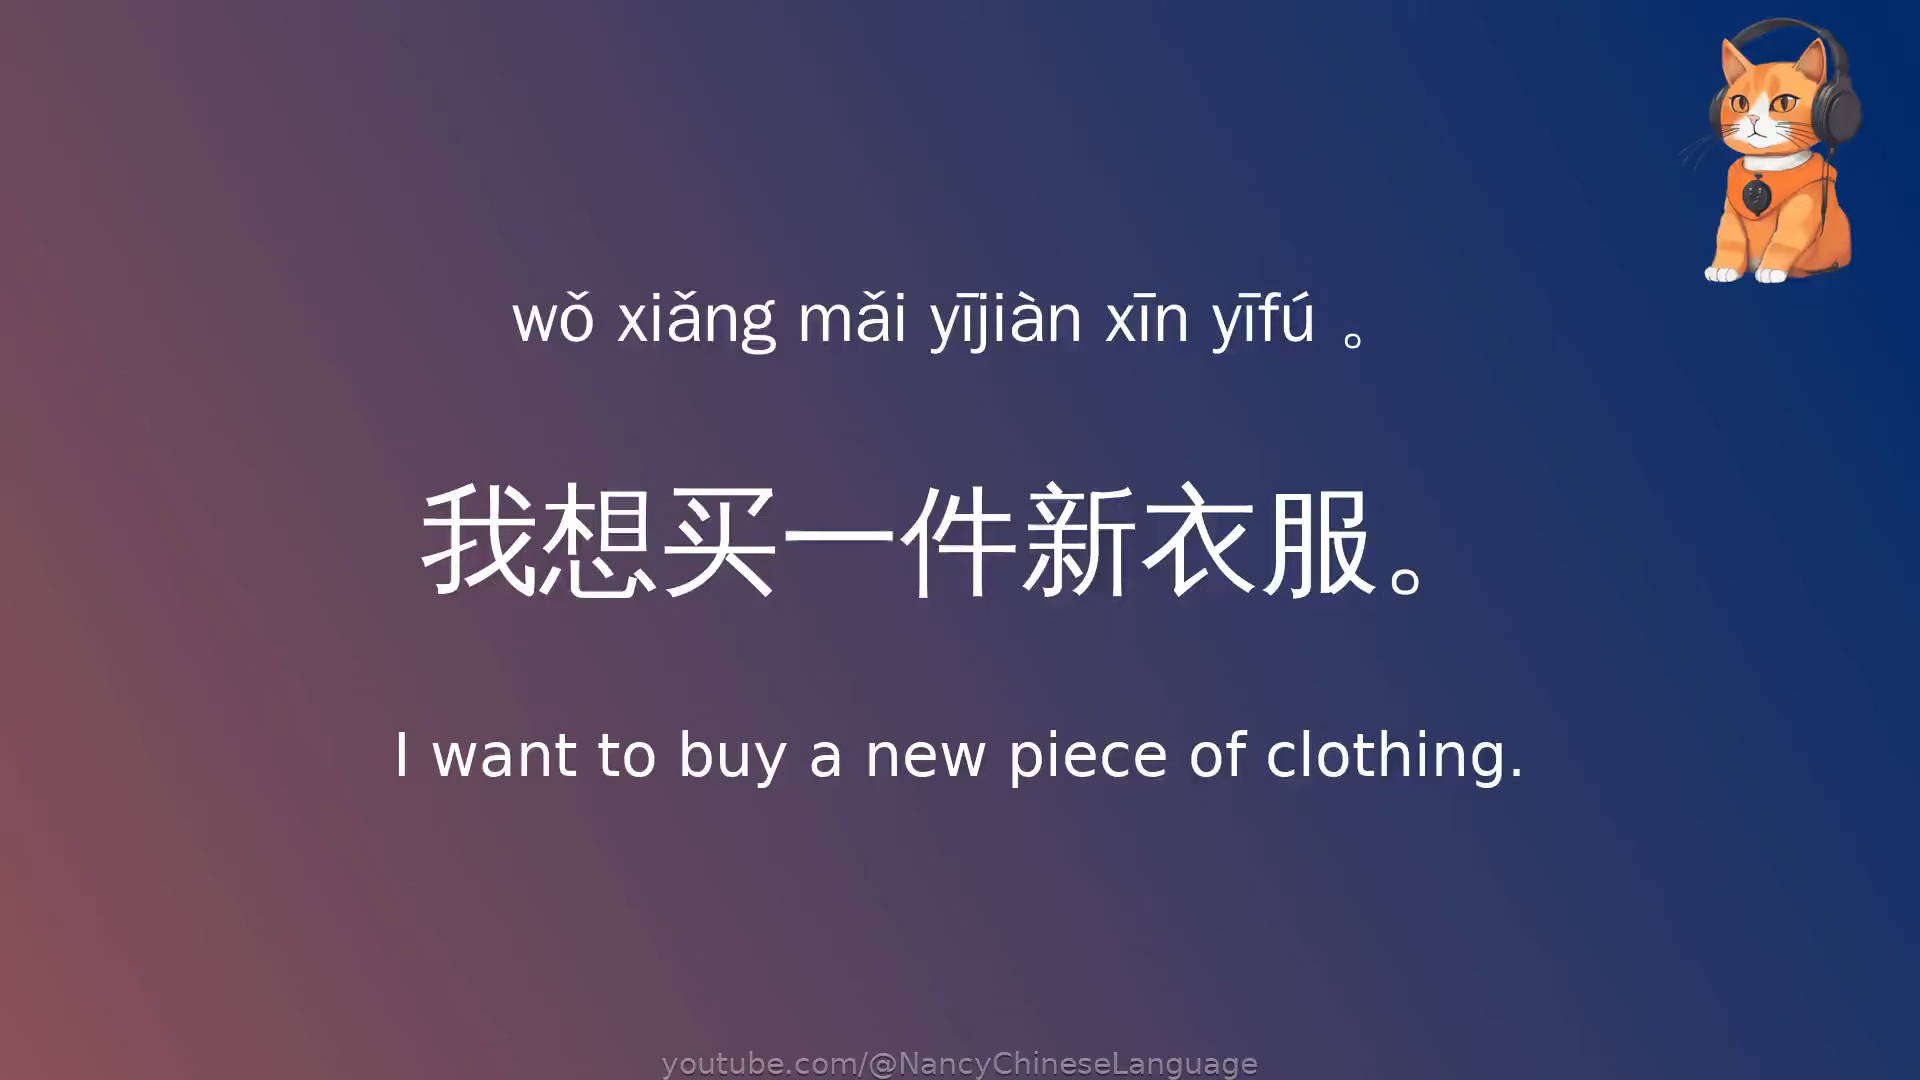 wǒ xiǎng mǎi yījiàn xīn yīfú 。
我想买一件新衣服。
I want to buy a new piece of clothing.
youtube.com/@NancyChineseLanguage